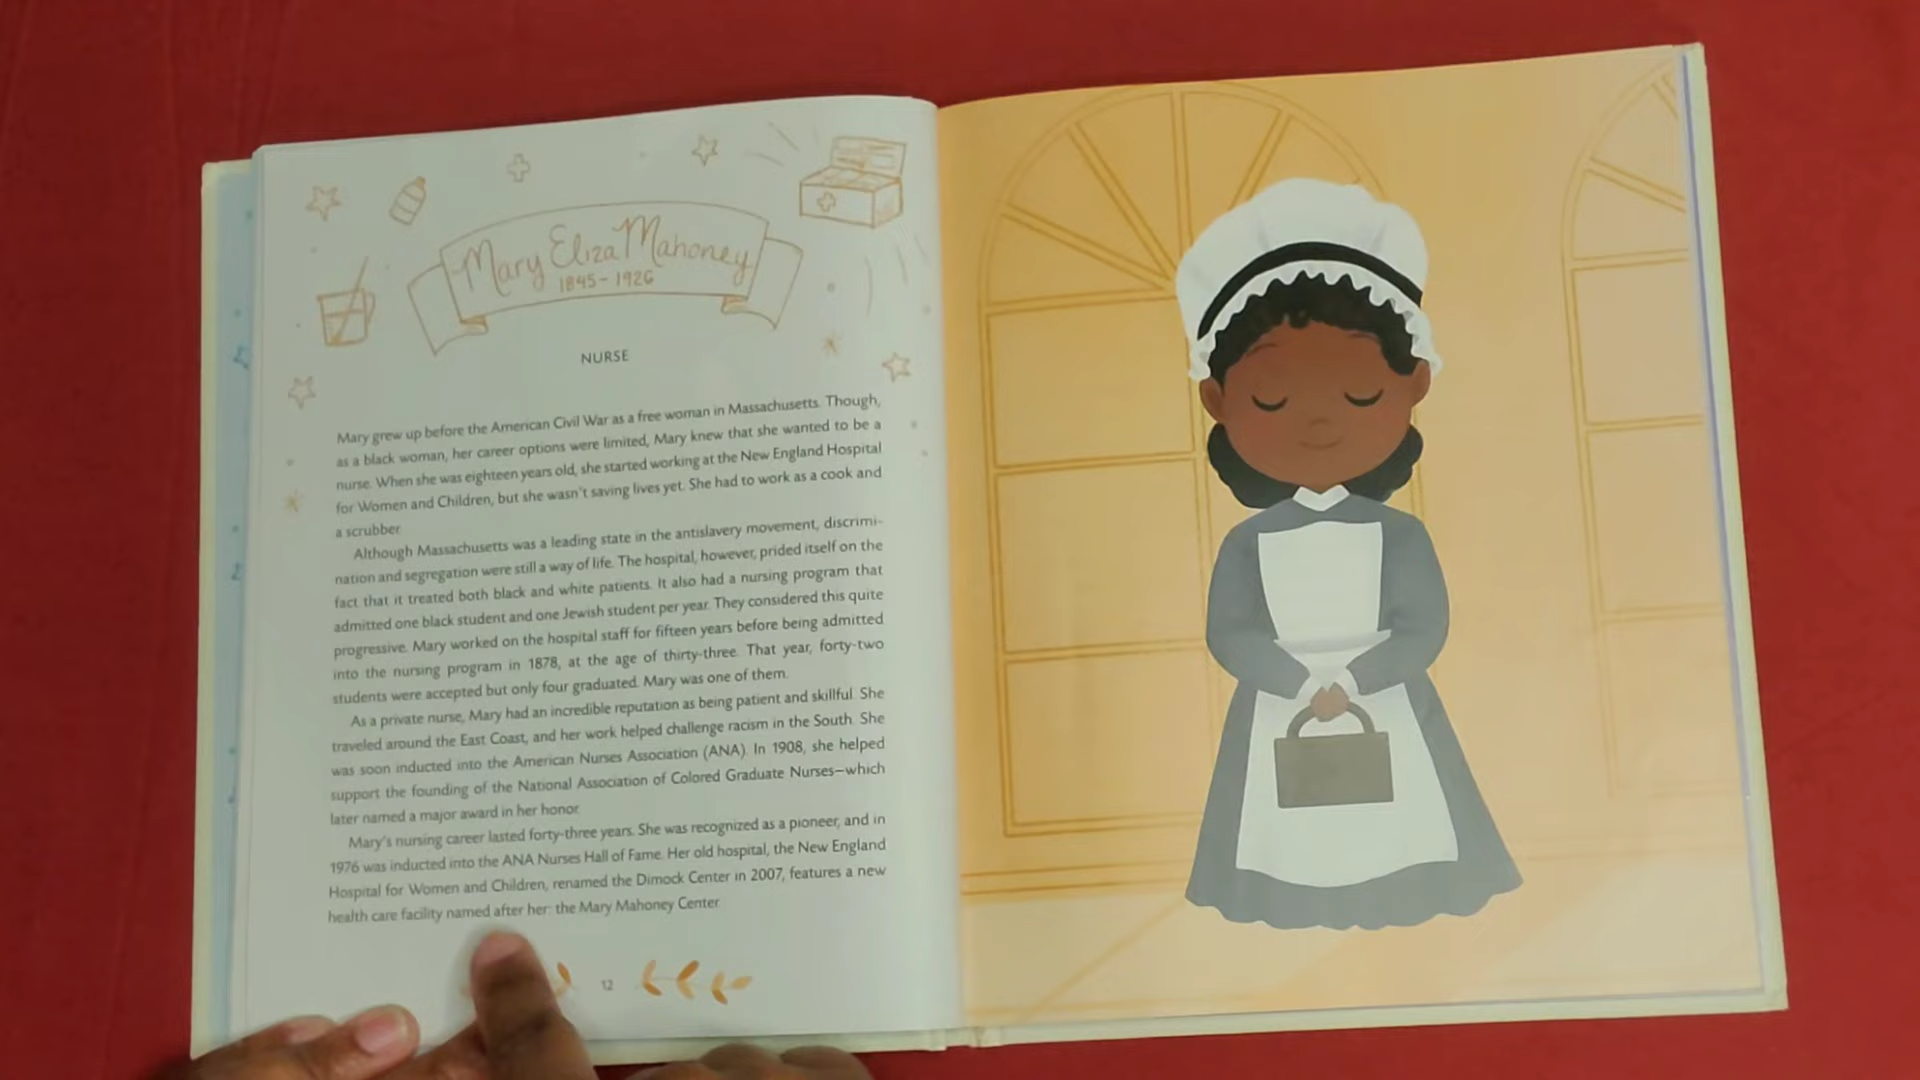 Mary Eliza Mahoney
1845-1926
NURSE
Mary grew up before the American Civil War as a free woman in Massachusetts. Though,
as a black woman, her career options were limited, Mary knew that she wanted to be a
nurse. When she was eighteen years old, she started working at the New England Hospital
for Women and Children, but she wasn't saving lives yet. She had to work as a cook and
a scrubber.
Although Massachusetts was a leading state in the antislavery movement, discrimi-
nation and segregation were still a way of life. The hospital, however, prided itself on the
fact that it treated both black and white patients. It also had a nursing program that
admitted one black student and one Jewish student per year. They considered this quite
progressive. Mary worked on the hospital staff for fifteen years before being admitted
into the nursing program in 1878, at the age of thirty-three. That year, forty-two
students were accepted but only four graduated. Mary was one of them.
As a private nurse, Mary had an incredible reputation as being patient and skillful. She
traveled around the East Coast, and her work helped challenge racism in the South. She
was soon inducted into the American Nurses Association (ANA). In 1908, she helped
support the founding of the National Association of Colored Graduate Nurses—which
later named a major award in her honor.
Mary's nursing career lasted forty-three years. She was recognized as a pioneer, and in
1976 was inducted into the ANA Nurses Hall of Fame. Her old hospital, the New England
Hospital for Women and Children, renamed the Dimock Center in 2007, features a new
health care facility named after her: the Mary Mahoney Center.
12